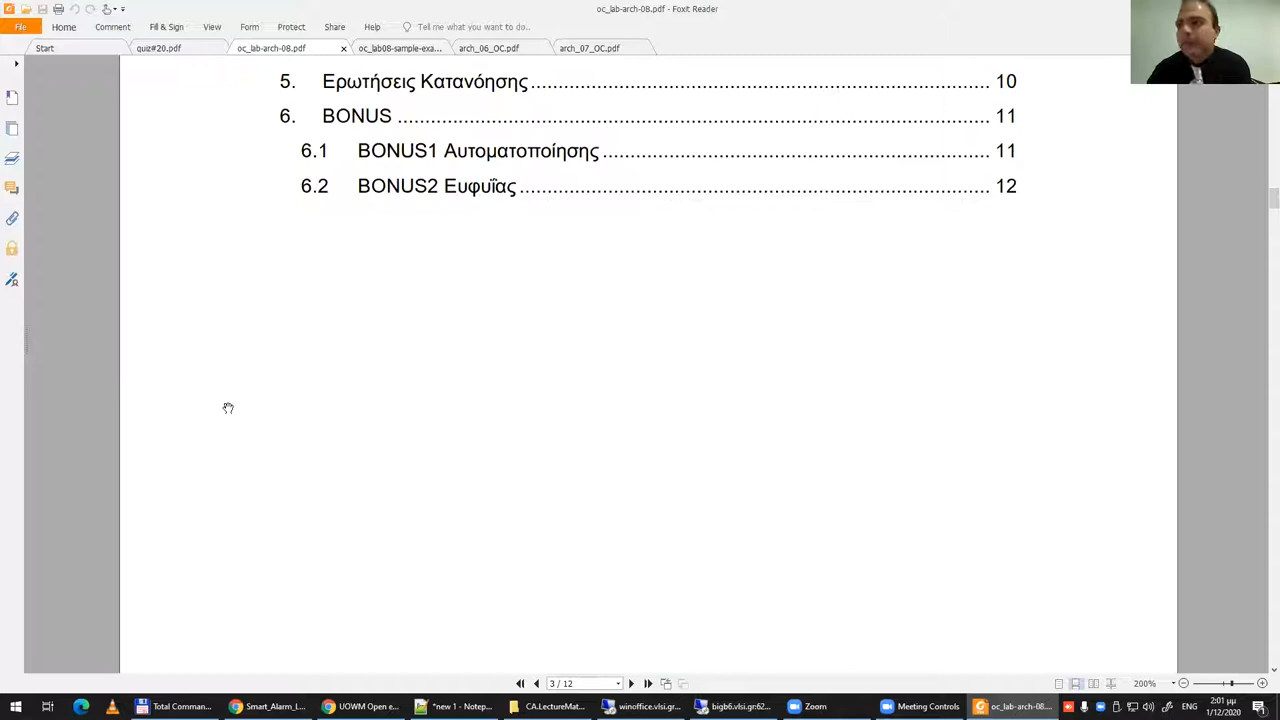 oc_lab-arch-08.pdf - Foxit Reader
File Home Comment Fill & Sign View Form Protect Share Help Tell me what you want to do..
Start quiz#20.pdf oc_lab-arch-08.pdf oc_lab08-sample-exa... arch_06_OC.pdf arch_07_OC.pdf
5. Ερωτήσεις Κατανόησης 10
6. BONUS 11
6.1 BONUS1 Αυτοματοποίησης 11
6.2 BONUS2 Ευφυΐας 12
3 / 12 200%
Total Comman... Smart_Alarm_L... UOWM Open e... *new 1 - Notep... CA.LectureMat... winoffice.vlsi.gr... bigb6.vlsi.gr:62... Zoom Meeting Controls oc_lab-arch-08....
2:01 μμ
1/12/2020